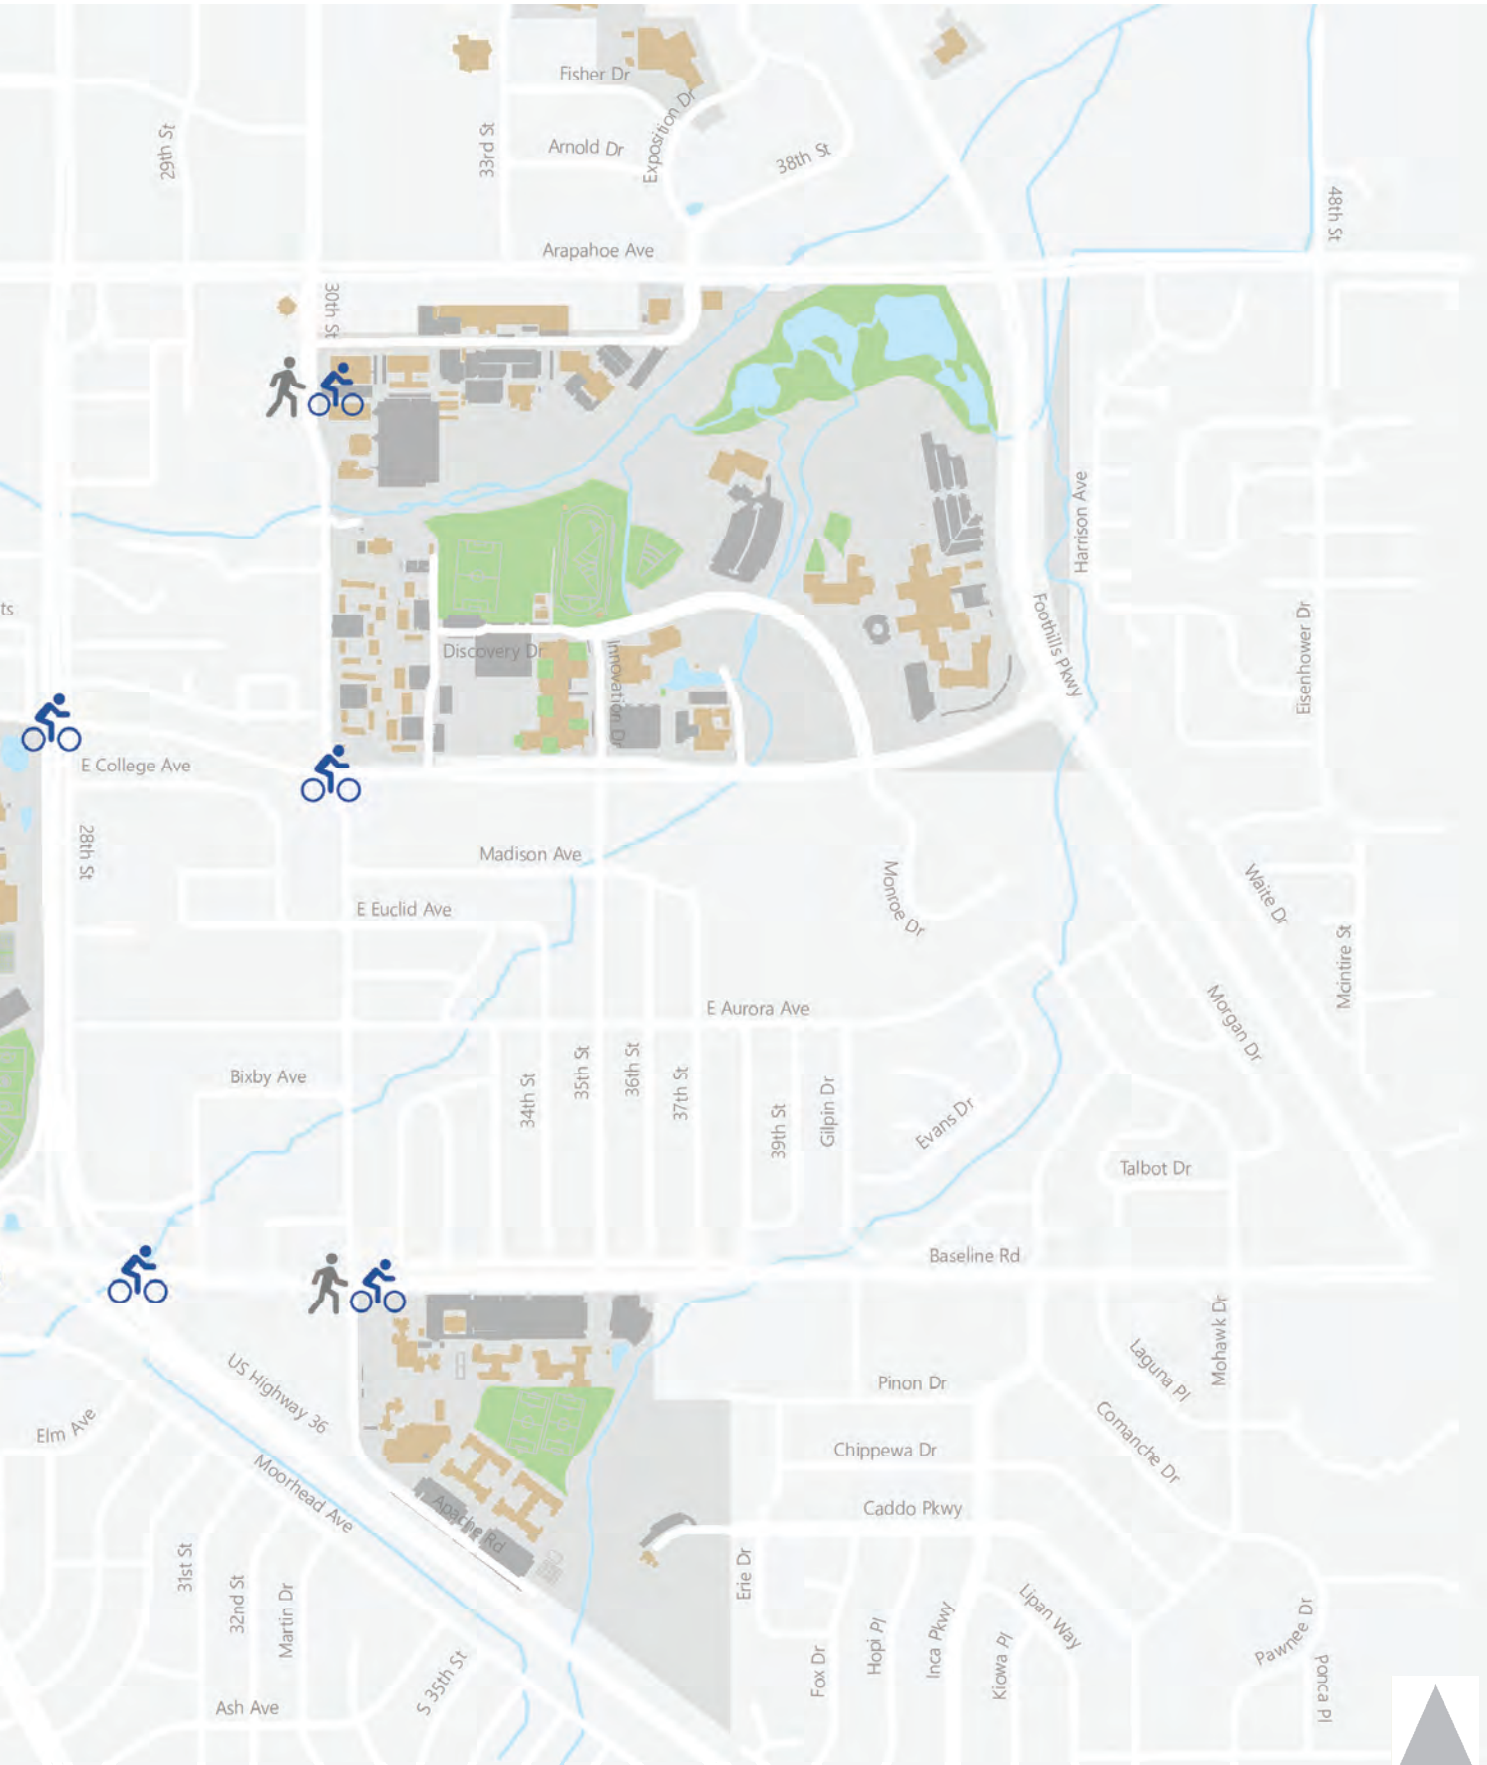 Fisher Dr
Exposition Dr
29th St
33rd St
Arnold Dr
38th St
48th St
Arapahoe Ave
30th St
Harrison Ave
ts
Foothills Pkwy
Eisenhower Dr
Discovery Dr
Innovation Dr
E College Ave
28th St
Madison Ave
Monroe Dr
Waite Dr
E Euclid Ave
Mcintire St
E Aurora Ave
Morgan Dr
Bixby Ave
34th St
35th St
36th St
37th St
39th St
Gilpin Dr
Evans Dr
Talbot Dr
Baseline Rd
Mohawk Dr
Laguna Pl
US Highway 36
Pinon Dr
Elm Ave
Comanche Dr
Chippewa Dr
Moorhead Ave
Apache Rd
Caddo Pkwy
31st St
32nd St
Martin Dr
Erie Dr
Lipan Way
Hopi Pl
Inca Pkwy
Kiowa Pl
Fox Dr
Pawnee Dr
Ponca Pl
S 35th St
Ash Ave